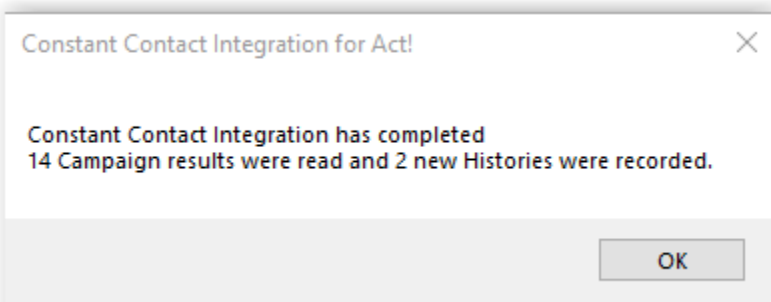 Constant Contact Integration for Act!
Constant Contact Integration has completed
14 Campaign results were read and 2 new Histories were recorded.
OK